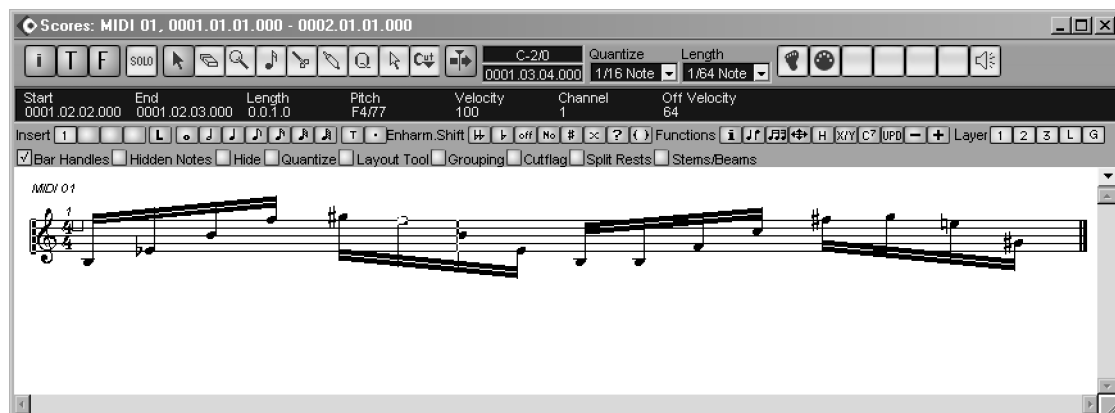 Scores: MIDI 01, 0001.01.01.000 - 0002.01.01.000
i T F SOLO Q Cut C-2/0 Quantize Length
0001.03.04.000 1/16 Note 1/64 Note
Start End Length Pitch Velocity Channel Off Velocity
0001.02.02.000 0001.02.03.000 0.0.1.0 F4/77 100 1 64
Insert 1 L T Enharm.Shift off No # x ? ( ) Functions i H X/Y C7 UPD - + Layer 1 2 3 L G
Bar Handles Hidden Notes Hide Quantize Layout Tool Grouping Cutflag Split Rests Stems/Beams
MIDI 01
1
4
4